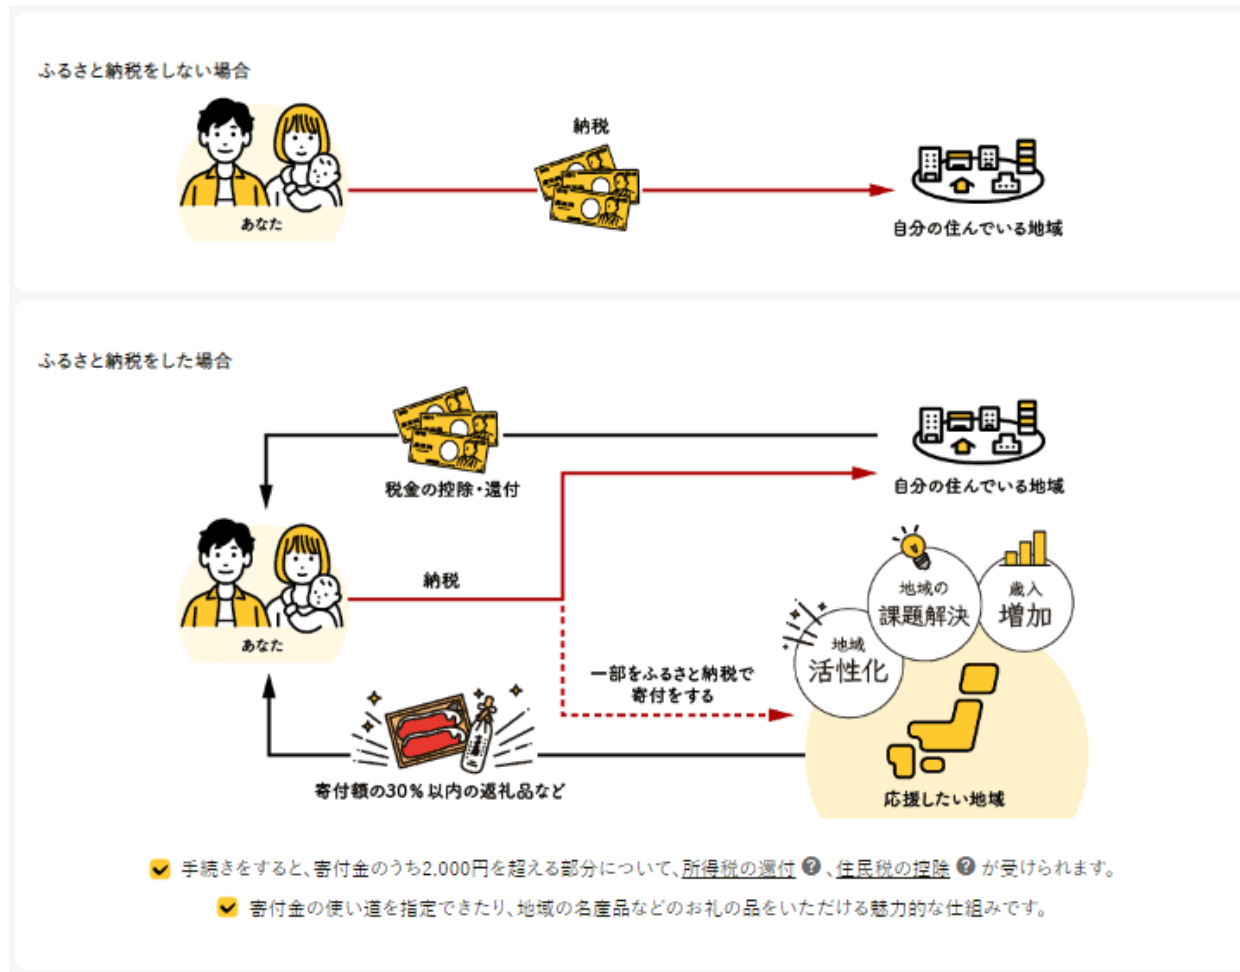 ふるさと納税をしない場合
納税
あなた
自分の住んでいる地域
ふるさと納税をした場合
税金の控除・還付
自分の住んでいる地域
納税
あなた
地域の
課題解決
歳入
増加
地域
活性化
一部をふるさと納税で
寄付をする
寄付額の30%以内の返礼品など
応援したい地域
手続きをすると、寄付金のうち2,000円を超える部分について、所得税の還付?、住民税の控除?が受けられます。
寄付金の使い道を指定できたり、地域の名産品などのお礼の品をいただける魅力的な仕組みです。